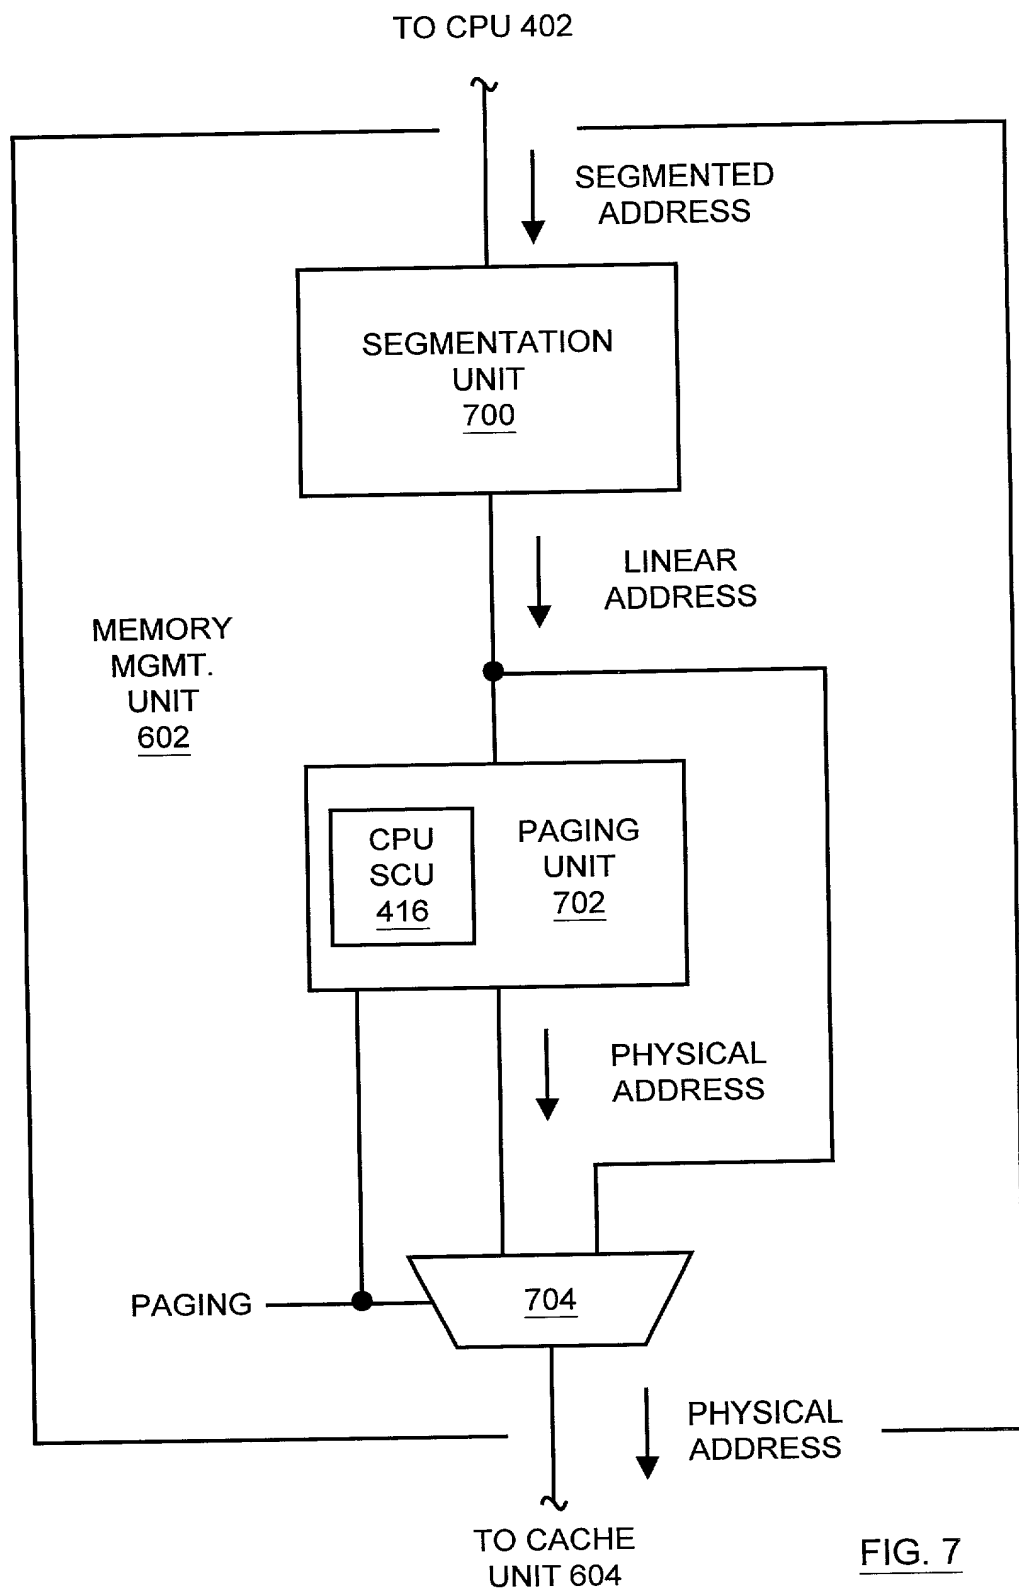 TO CPU 402
SEGMENTED
ADDRESS
SEGMENTATION
UNIT
700
LINEAR
ADDRESS
MEMORY
MGMT.
UNIT
602
CPU
SCU
416
PAGING
UNIT
702
PHYSICAL
ADDRESS
PAGING
704
PHYSICAL
ADDRESS
TO CACHE
UNIT 604
FIG. 7